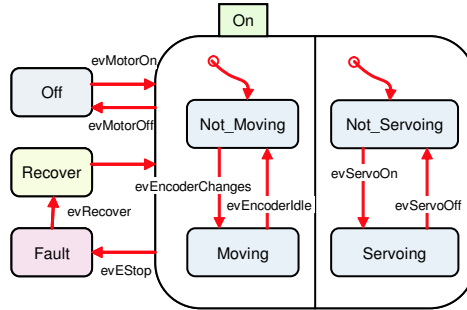 On
evMotorOn
Off
evMotorOff
Not_Moving
Not_Servoing
Recover
evEncoderChanges
evServoOn
evRecover
evEncoderIdle
evServoOff
Fault
evEStop
Moving
Servoing